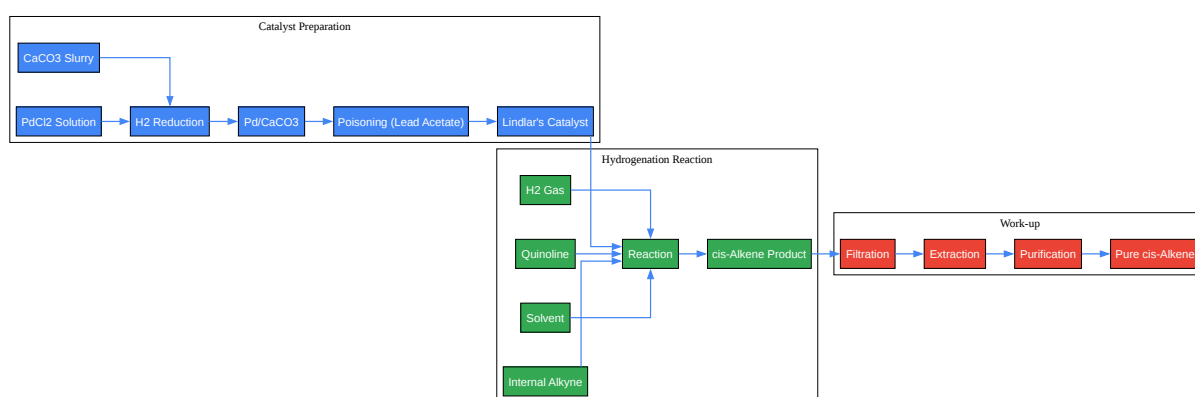 Catalyst Preparation
CaCO3 Slurry
PdCl2 Solution
H2 Reduction
Pd/CaCO3
Poisoning (Lead Acetate)
Lindlar's Catalyst
Hydrogenation Reaction
H2 Gas
Quinoline
Solvent
Internal Alkyne
Reaction
cis-Alkene Product
Work-up
Filtration
Extraction
Purification
Pure cis-Alkene